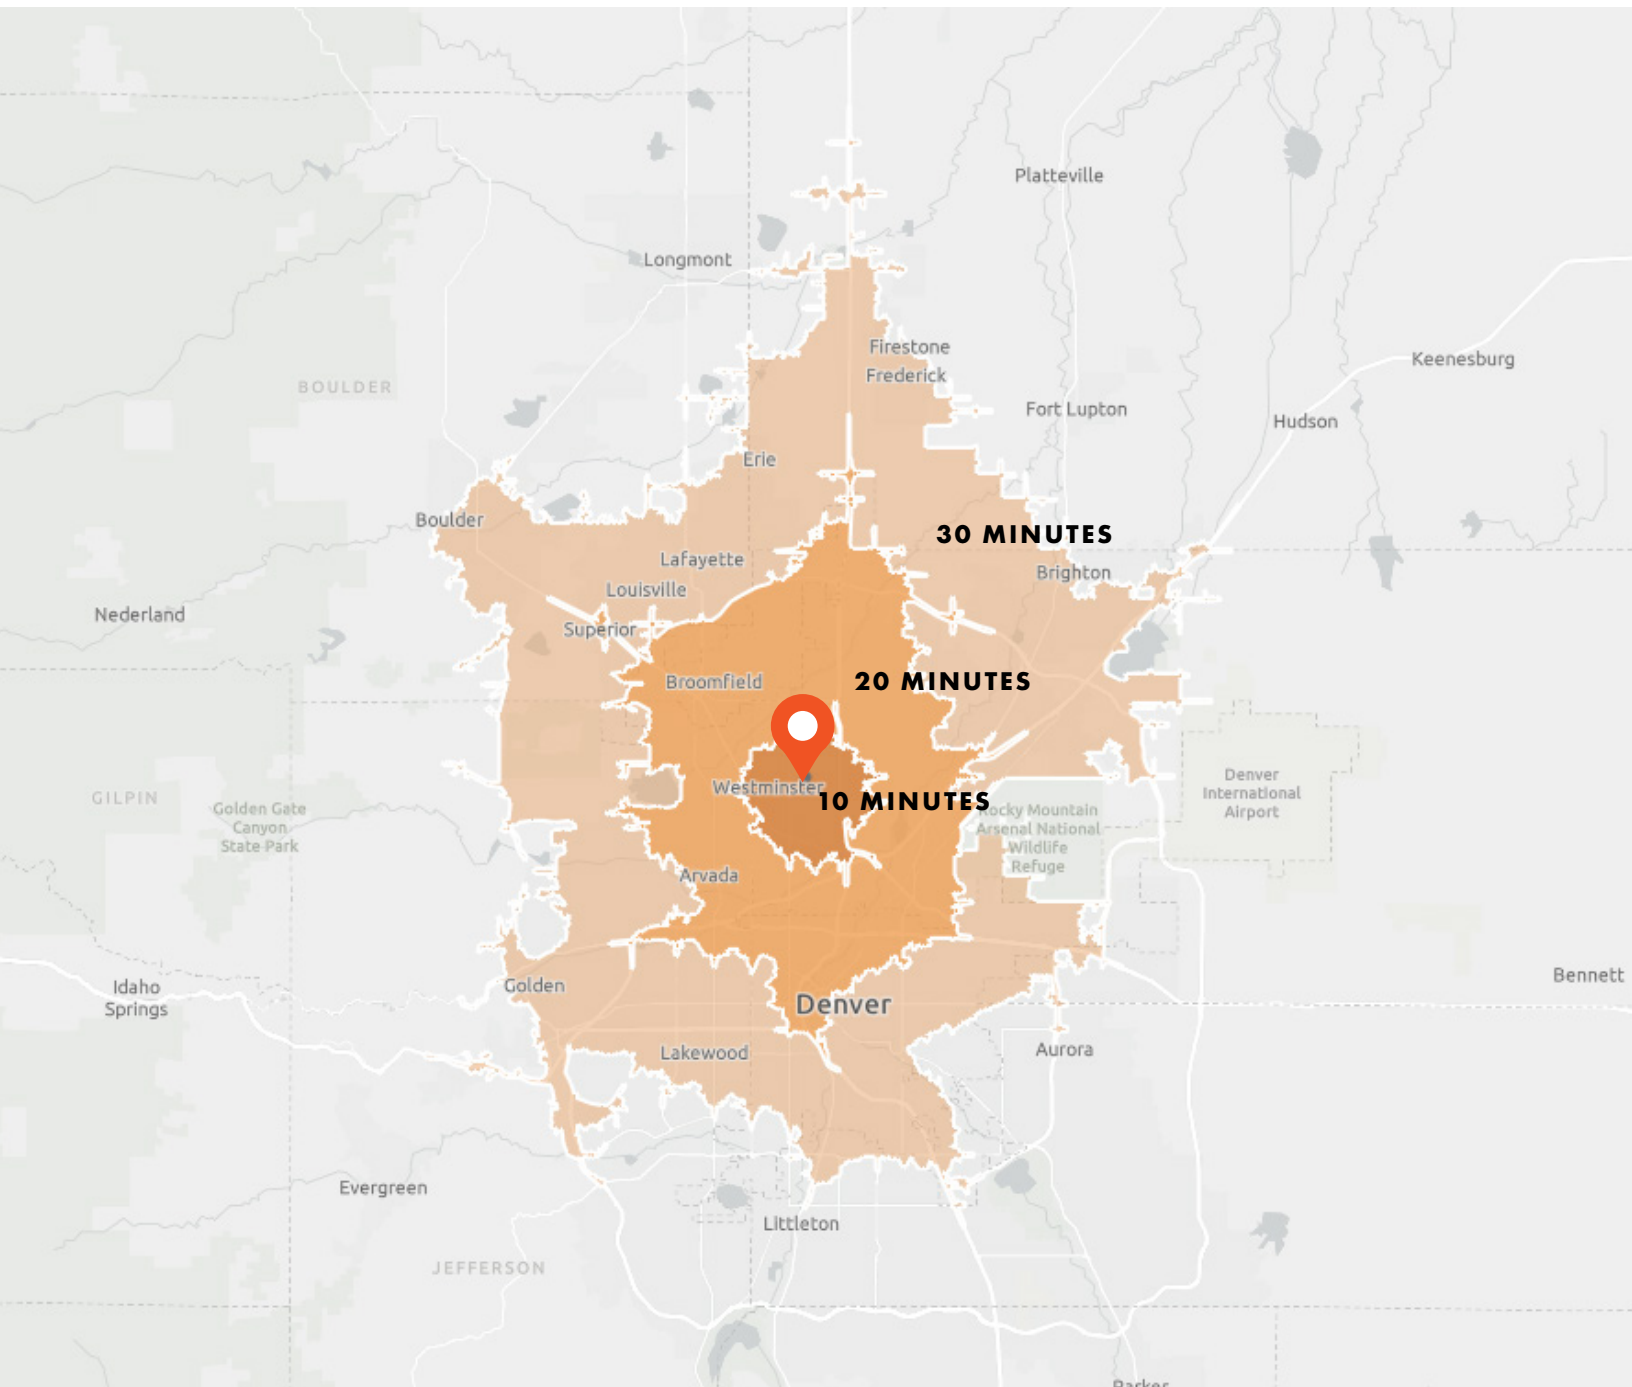 Platteville
Longmont
Firestone
Frederick
Keenesburg
BOULDER
Fort Lupton
Hudson
Erie
Boulder
30 MINUTES
Lafayette
Brighton
Louisville
Nederland
Superior
Broomfield
20 MINUTES
Westminster
10 MINUTES
Denver
International
Airport
GILPIN
Golden Gate
Canyon
State Park
Rocky Mountain
Arsenal National
Wildlife
Refuge
Arvada
Idaho
Springs
Golden
Bennett
Denver
Lakewood
Aurora
Evergreen
Littleton
JEFFERSON
Parker